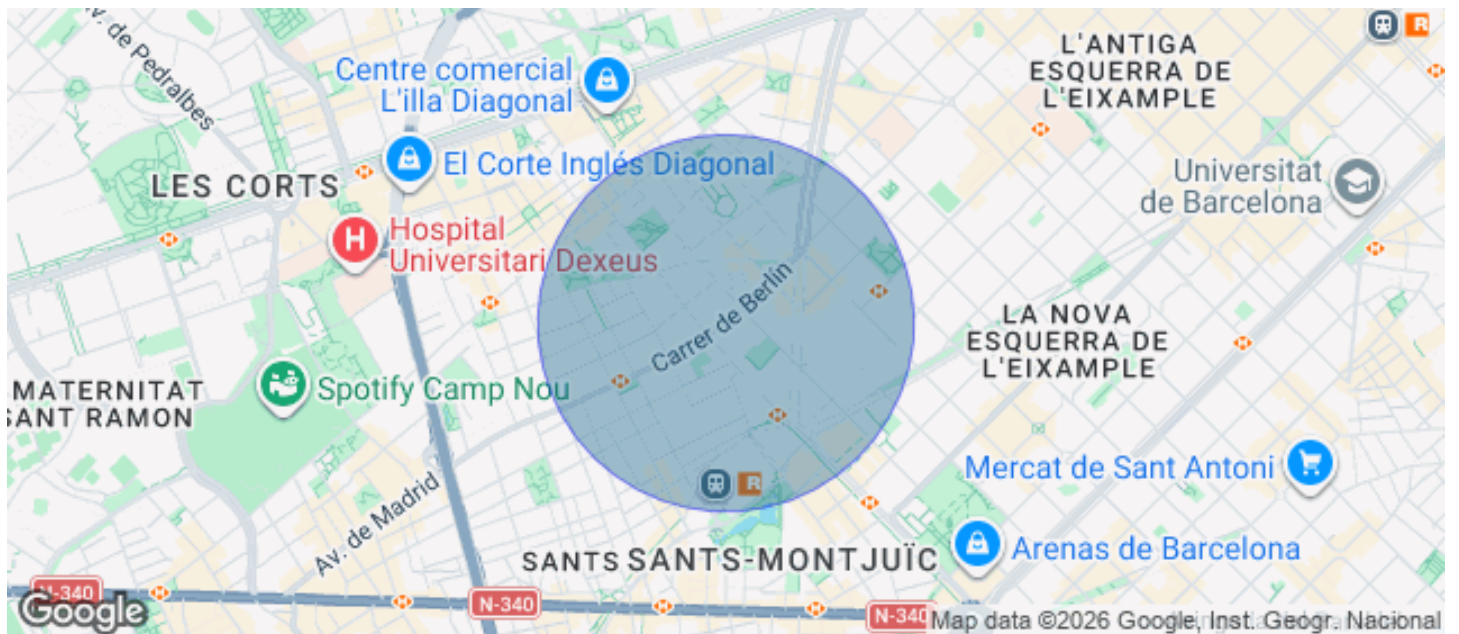 Av. de Pedralbes
Centre comercial
L'illa Diagonal
L'ANTIGA
ESQUERRA DE
L'EIXAMPLE
R
El Corte Inglés Diagonal
LES CORTS
Universitat
de Barcelona
H
Hospital
Universitari Dexeus
Carrer de Berlín
LA NOVA
ESQUERRA DE
L'EIXAMPLE
MATERNITAT
SANT RAMON
Spotify Camp Nou
Mercat de Sant Antoni
R
Av. de Madrid
SANTS
SANTS-MONTJUÏC
Arenas de Barcelona
N-340
N-340
N-340
Google
Map data ©2026 Google, Inst. Geogr. Nacional